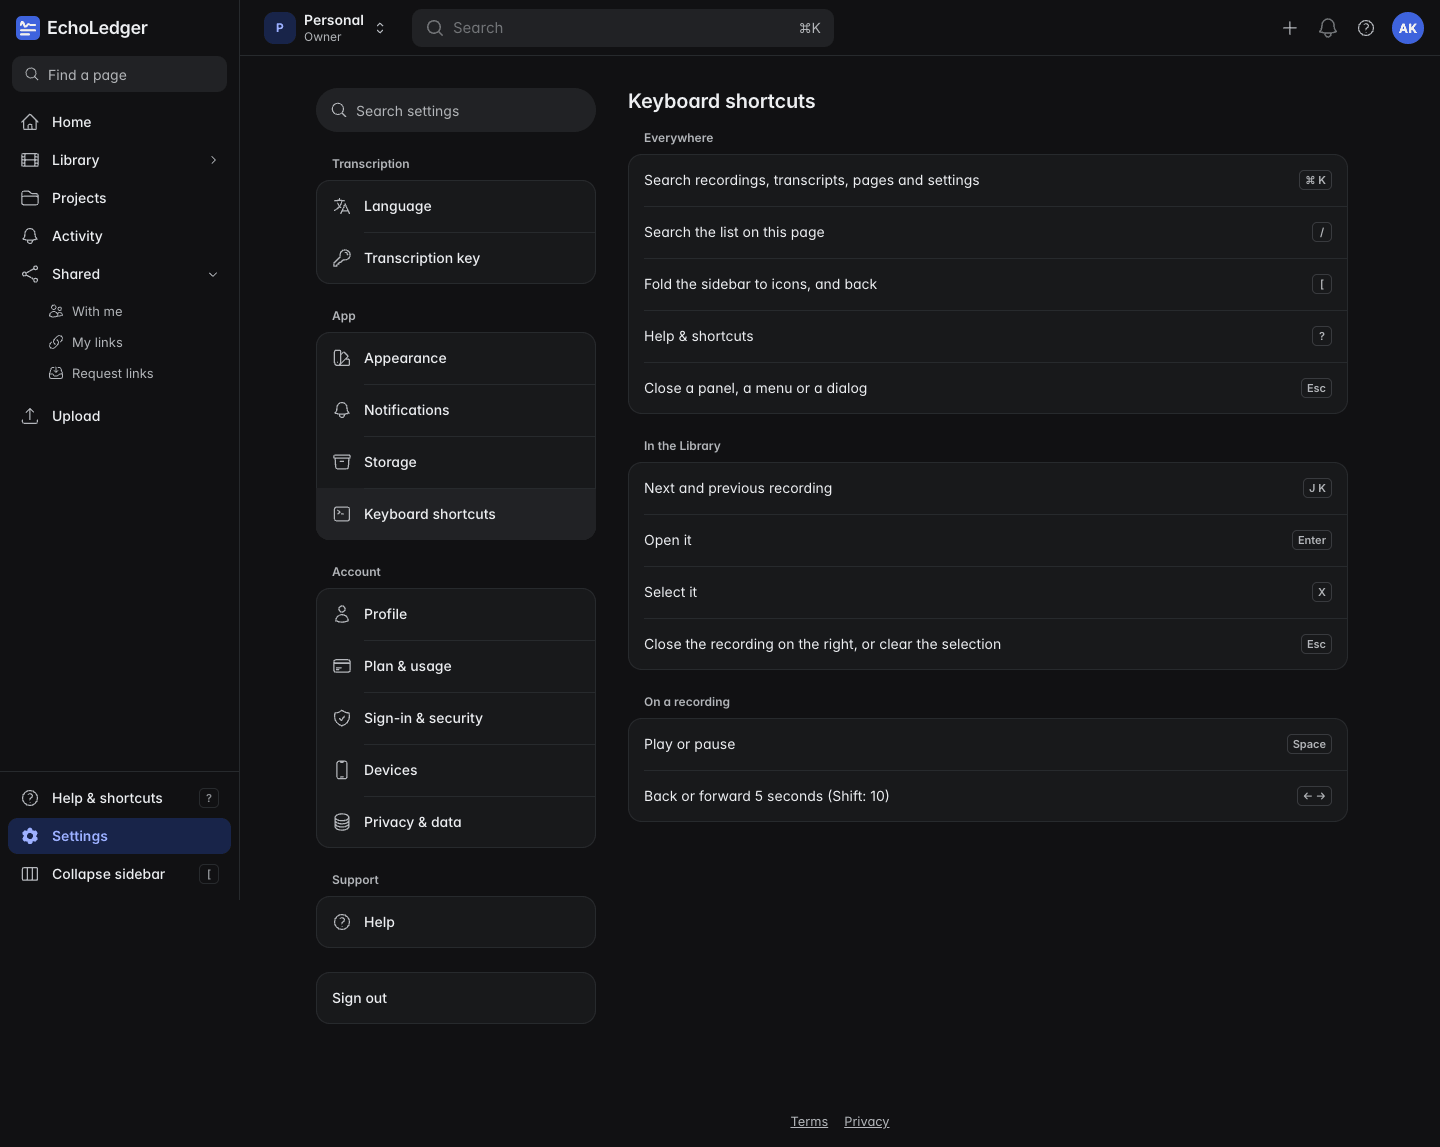 EchoLedger
Find a page
Home
Library
Projects
Activity
Shared
With me
My links
Request links
Upload
Help & shortcuts ?
Settings
Collapse sidebar [
P Personal
Owner
Search ⌘K
AK
Search settings
Transcription
Language
Transcription key
App
Appearance
Notifications
Storage
Keyboard shortcuts
Account
Profile
Plan & usage
Sign-in & security
Devices
Privacy & data
Support
Help
Sign out
Keyboard shortcuts
Everywhere
Search recordings, transcripts, pages and settings ⌘ K
Search the list on this page /
Fold the sidebar to icons, and back [
Help & shortcuts ?
Close a panel, a menu or a dialog Esc
In the Library
Next and previous recording J K
Open it Enter
Select it X
Close the recording on the right, or clear the selection Esc
On a recording
Play or pause Space
Back or forward 5 seconds (Shift: 10) ← →
Terms Privacy